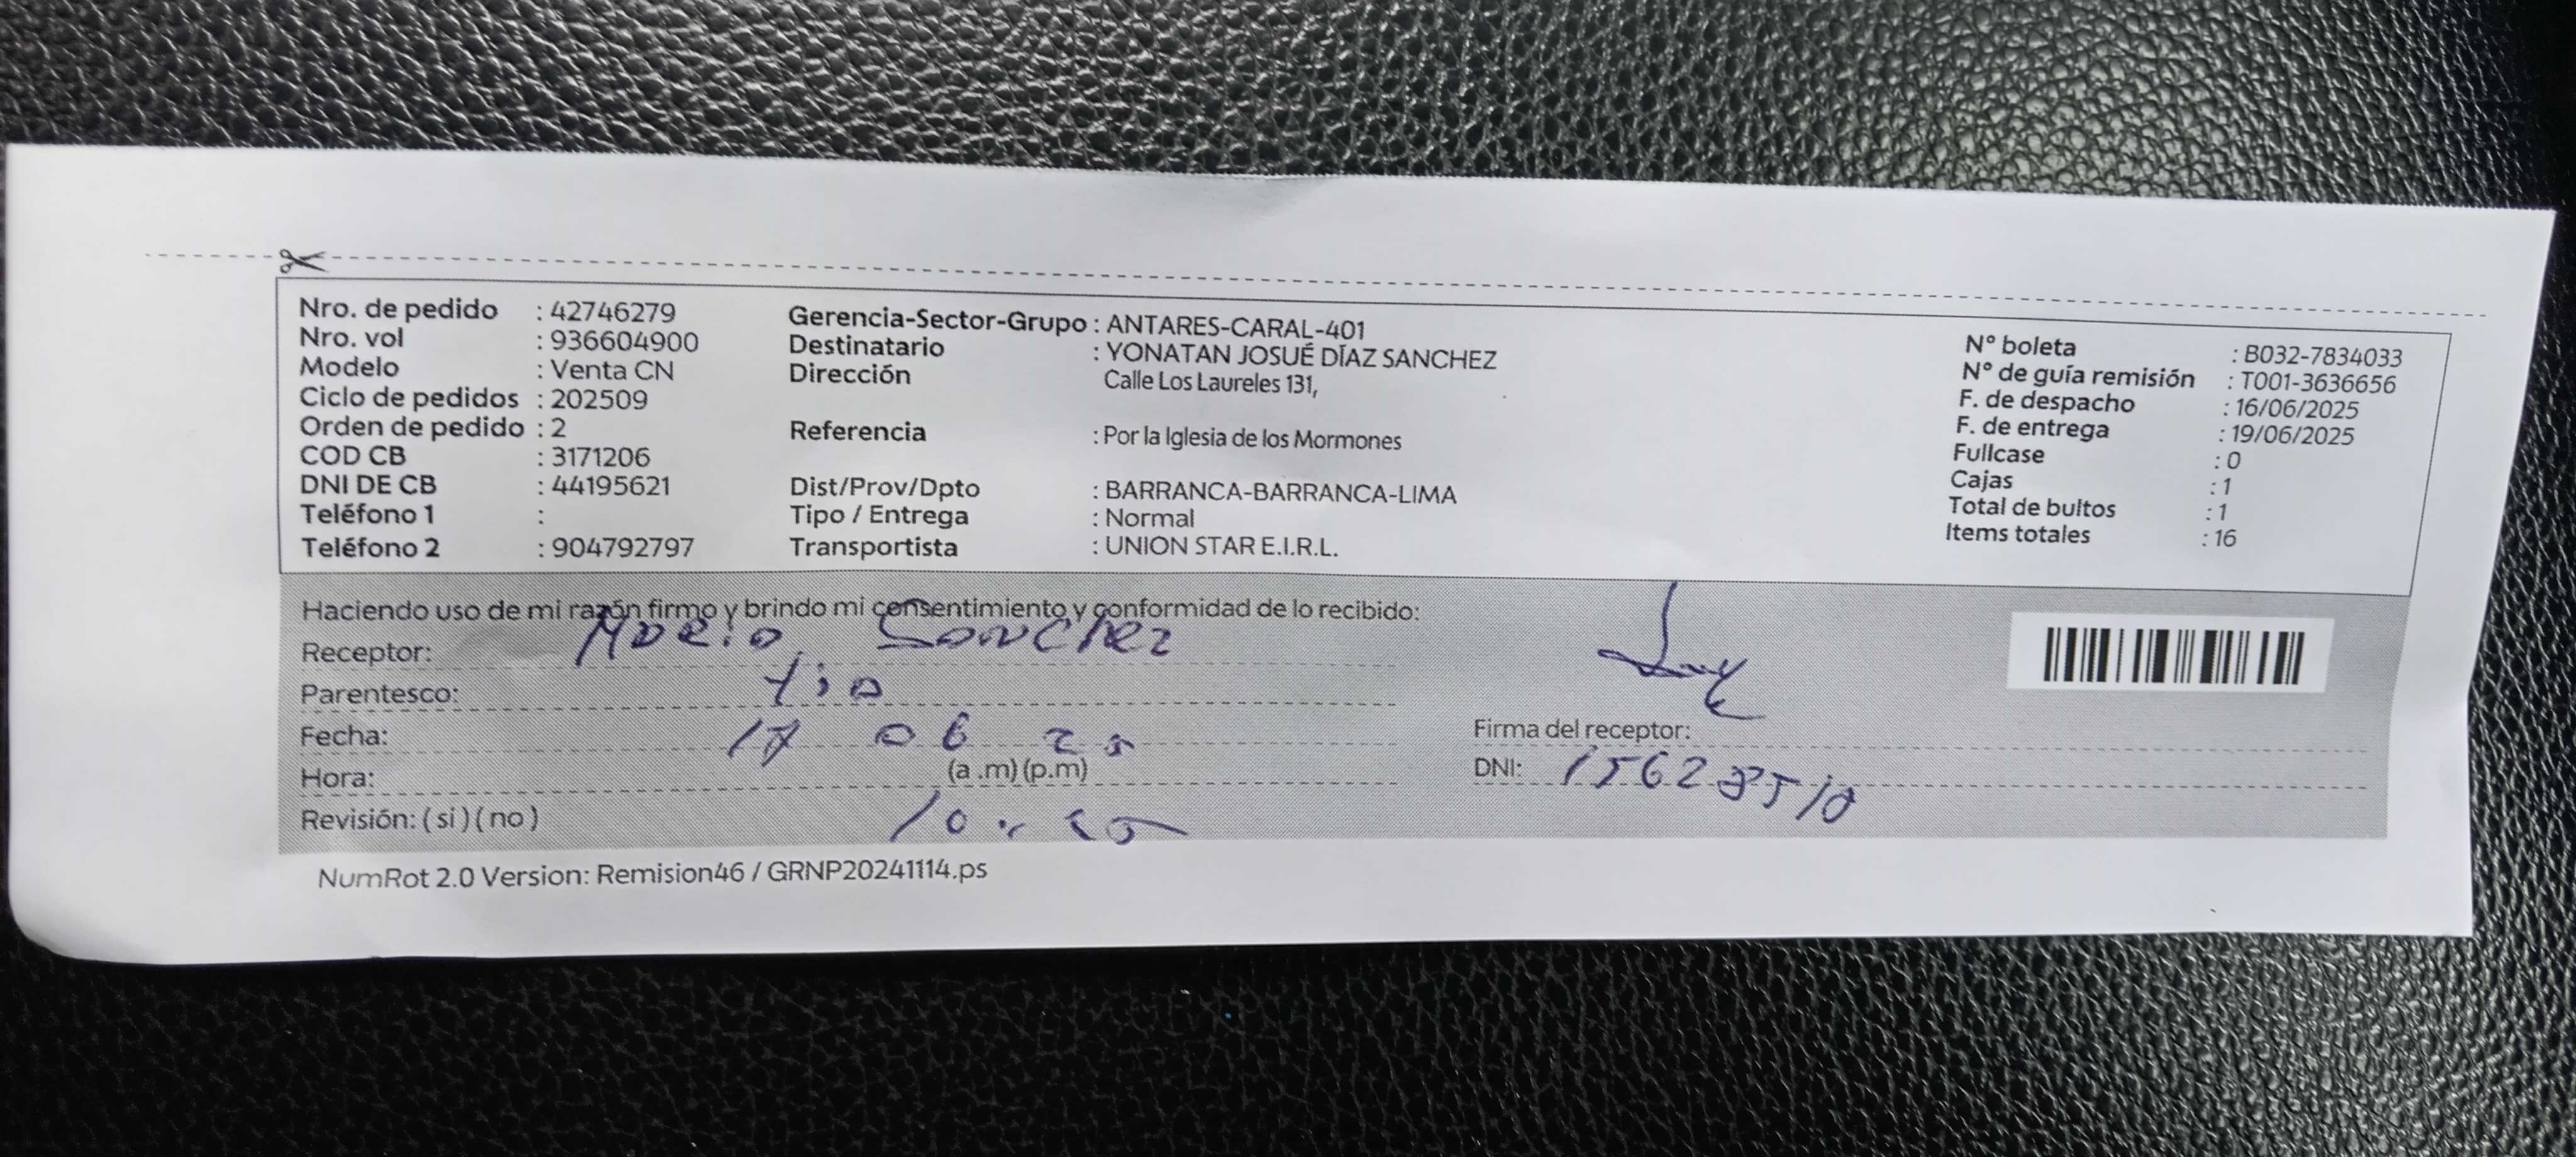 Nro. de pedido : 42746279
Nro. vol : 936604900
Modelo : Venta CN
Ciclo de pedidos : 202509
Orden de pedido : 2
COD CB : 3171206
DNI DE CB : 44195621
Teléfono 1 :
Teléfono 2 : 904792797
Gerencia-Sector-Grupo : ANTARES-CARAL-401
Destinatario : YONATAN JOSUÉ DÍAZ SANCHEZ
Dirección Calle Los Laureles 131,
Referencia : Por la Iglesia de los Mormones
Dist/Prov/Dpto : BARRANCA-BARRANCA-LIMA
Tipo / Entrega : Normal
Transportista : UNION STAR E.I.R.L.
N° boleta : B032-7834033
N° de guía remisión : T001-3636656
F. de despacho : 16/06/2025
F. de entrega : 19/06/2025
Fullcase : 0
Cajas : 1
Total de bultos : 1
Items totales : 16
Haciendo uso de mi razón firmo y brindo mi consentimiento y conformidad de lo recibido:
Receptor: Sanchez
Parentesco: tia
Fecha: 17 06 25
Hora: (a .m) (p.m)
Revisión: ( si ) ( no )
Firma del receptor:
DNI:
NumRot 2.0 Version: Remision46 / GRNP20241114.ps